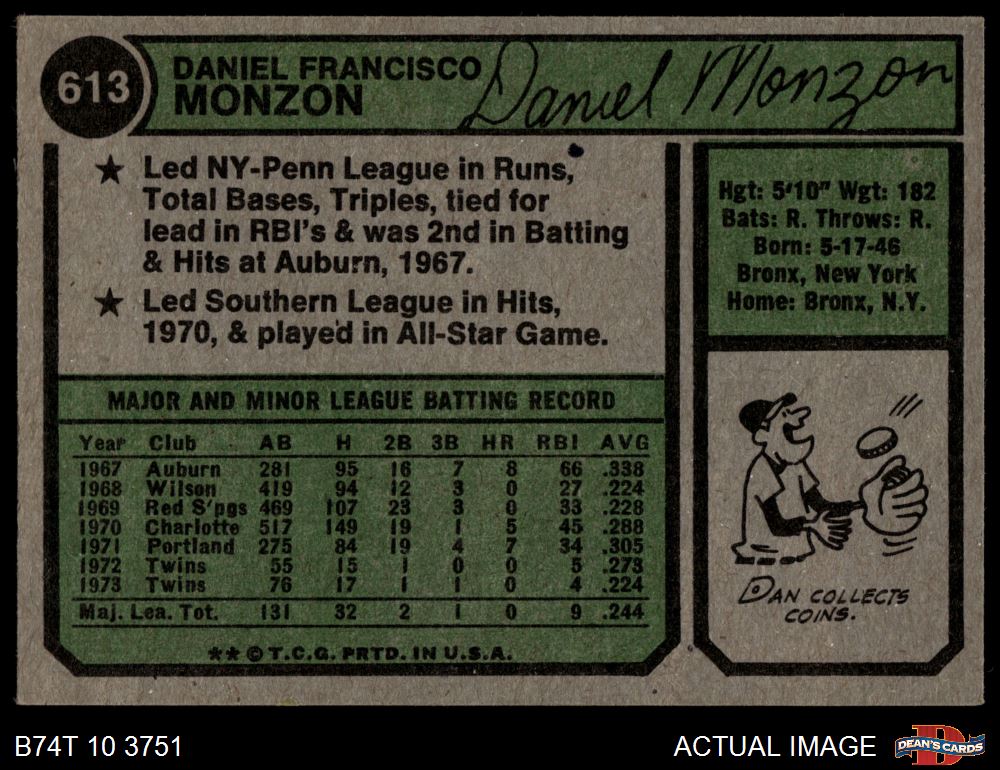 613
DANIEL FRANCISCO
MONZON
Daniel Monzon
★ Led NY-Penn League in Runs,
Total Bases, Triples, tied for
lead in RBI's & was 2nd in Batting
& Hits at Auburn, 1967.
★ Led Southern League in Hits,
1970, & played in All-Star Game.
Hgt: 5'10" Wgt: 182
Bats: R. Throws: R.
Born: 5-17-46
Bronx, New York
Home: Bronx, N.Y.
MAJOR AND MINOR LEAGUE BATTING RECORD
Year Club AB H 2B 3B HR RBI AVG
1967 Auburn 281 95 16 7 8 66 .338
1968 Wilson 419 94 12 3 0 27 .224
1969 Red S'pgs 469 107 23 3 0 33 .228
1970 Charlotte 517 149 19 1 5 45 .288
1971 Portland 275 84 19 4 7 34 .305
1972 Twins 55 15 1 0 0 5 .273
1973 Twins 76 17 1 1 0 4 .224
Maj. Lea. Tot. 131 32 2 1 0 9 .244
** © T.C.G. PRTD. IN U.S.A.
DAN COLLECTS
COINS.
B74T 10 3751
ACTUAL IMAGE
D
DEAN'S CARDS